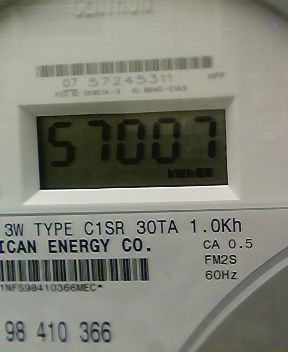 07 57245311
57007
kWh
3W TYPE C1SR 30TA 1.0Kh
ICAN ENERGY CO.
CA 0.5
FM2S
60Hz
1NFS98410366MEC*
98 410 366